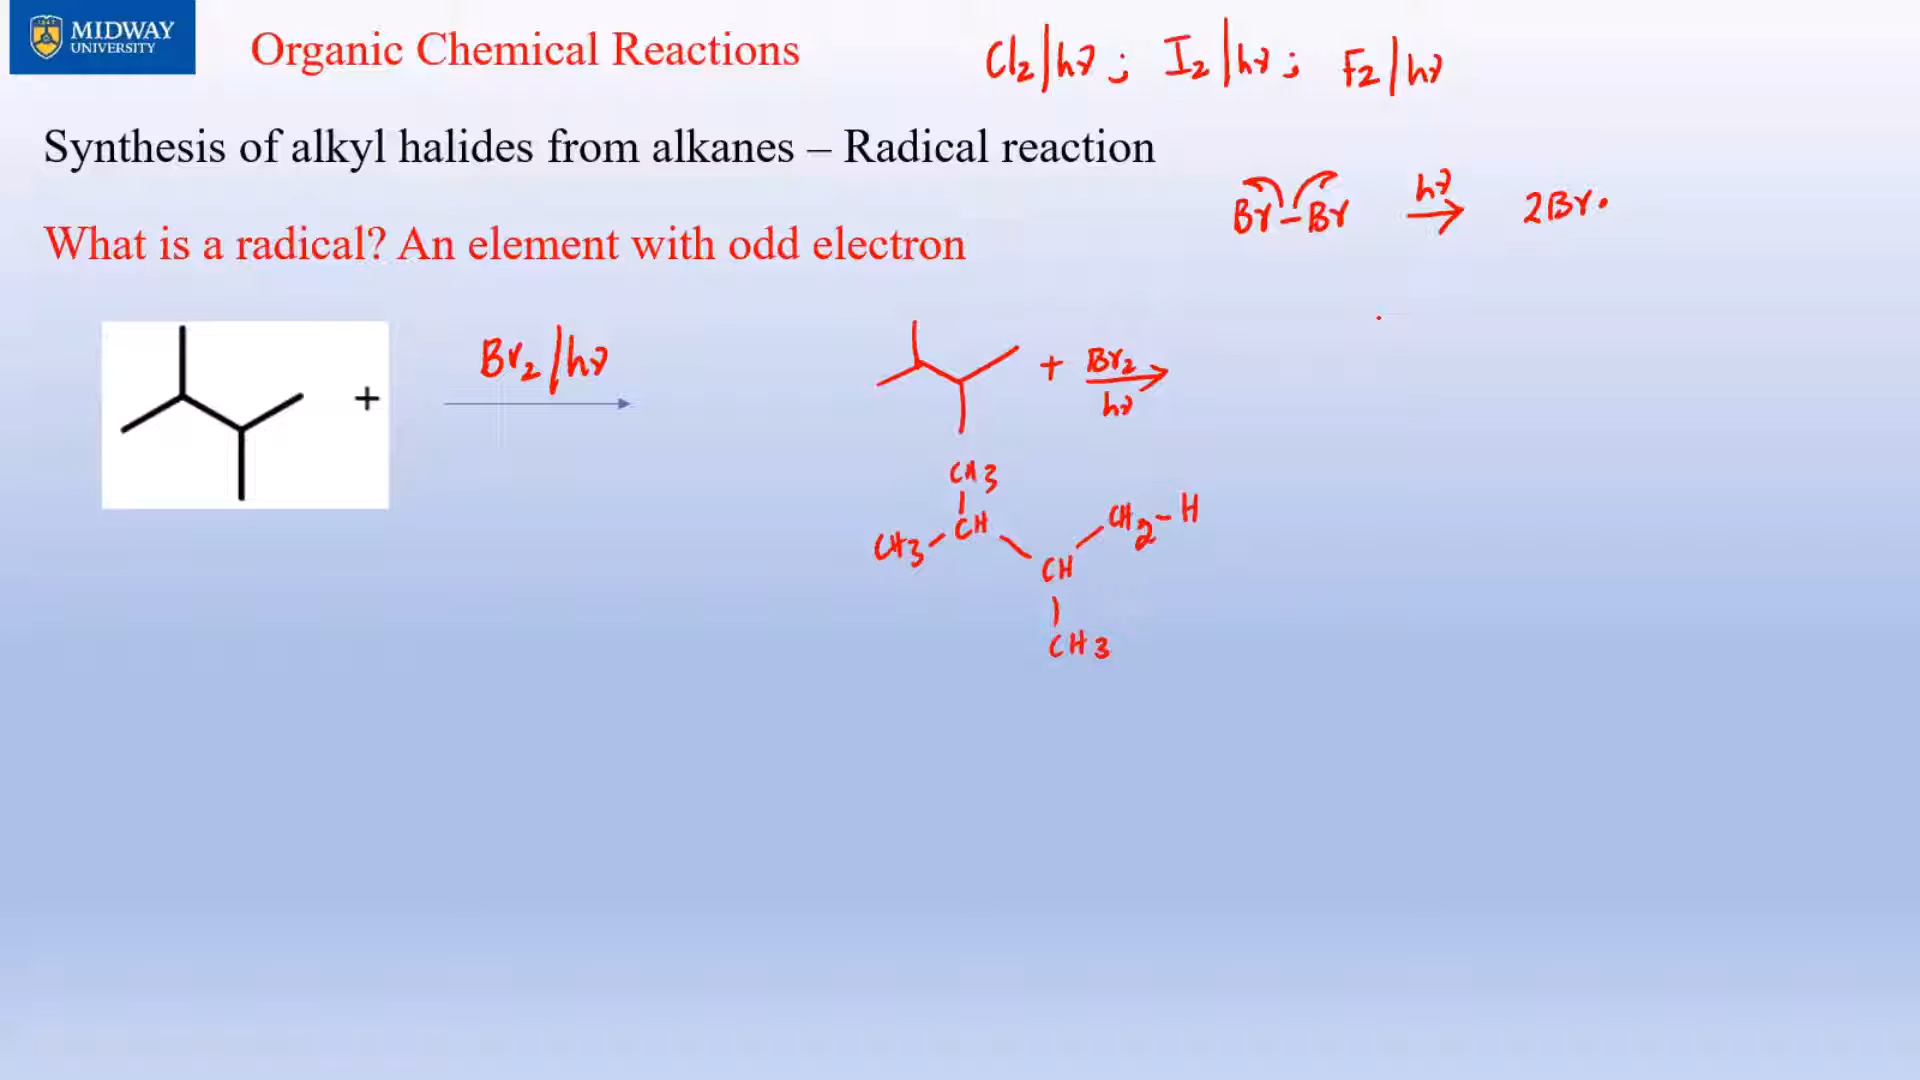 MIDWAY
UNIVERSITY
Organic Chemical Reactions
Cl2/hν ; I2/hν ; F2/hν
Synthesis of alkyl halides from alkanes – Radical reaction
Br-Br hν → 2Br•
What is a radical? An element with odd electron
+ Br2/hν
+ Br2 → hν
CH3
CH3 - CH - CH - CH2-H
CH3